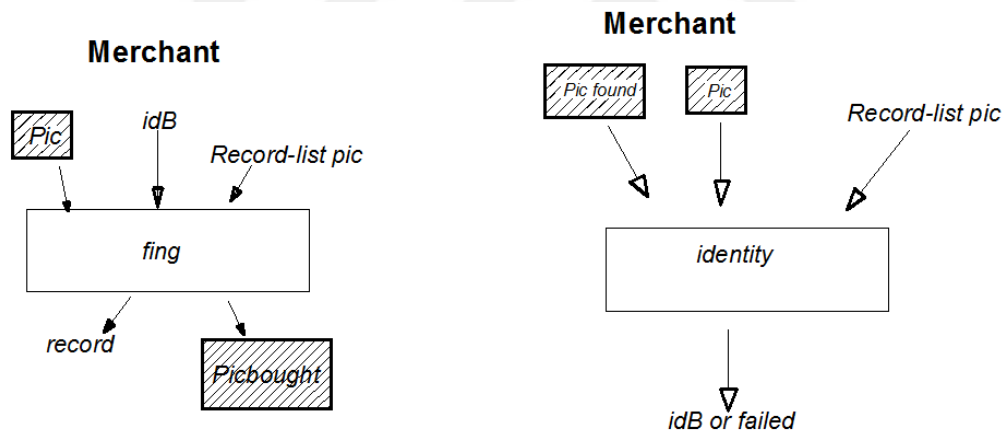 Merchant
Pic
idB
Record-list pic
fing
record
Picbought
Merchant
Pic found
Pic
Record-list pic
identity
idB or failed